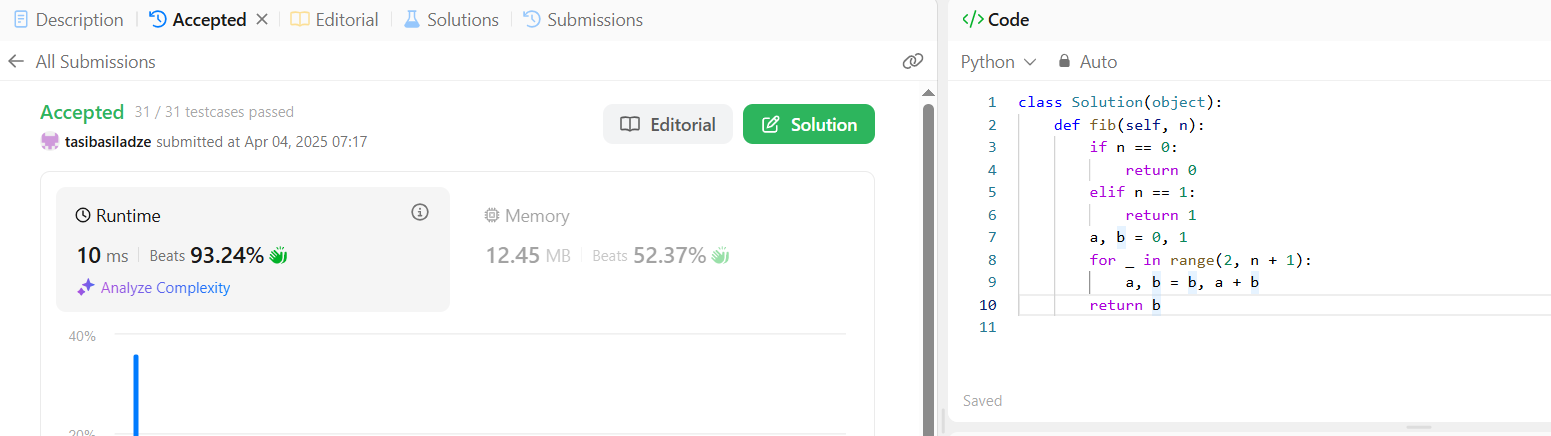 Description Accepted Editorial Solutions Submissions
All Submissions
Accepted 31 / 31 testcases passed
tasibasiladze submitted at Apr 04, 2025 07:17
Editorial Solution
Runtime
10 ms Beats 93.24%
Analyze Complexity
Memory
12.45 MB Beats 52.37%
40%
20%
</> Code
Python Auto
1 class Solution(object):
2     def fib(self, n):
3         if n == 0:
4             return 0
5         elif n == 1:
6             return 1
7         a, b = 0, 1
8         for _ in range(2, n + 1):
9             a, b = b, a + b
10         return b
11
Saved